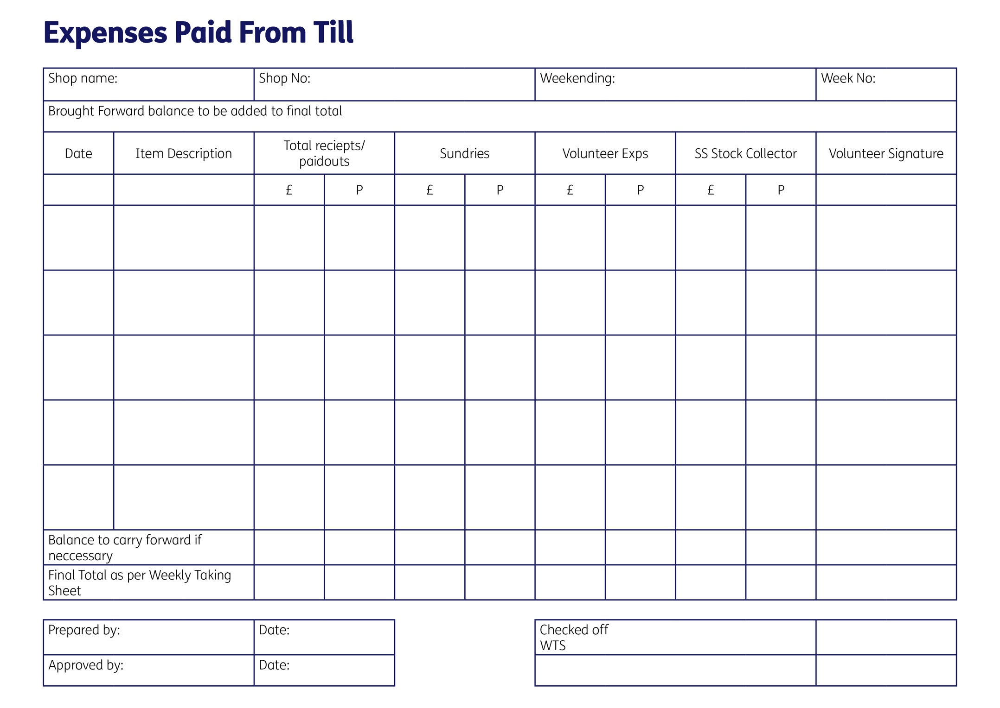 Expenses Paid From Till
Shop name: Shop No: Weekending: Week No:
Brought Forward balance to be added to final total
Date Item Description Total reciepts/ Sundries Volunteer Exps SS Stock Collector Volunteer Signature
paidouts
£ P £ P £ P £ P
Balance to carry forward if
neccessary
Final Total as per Weekly Taking
Sheet
Prepared by: Date:
Approved by: Date:
Checked off
WTS